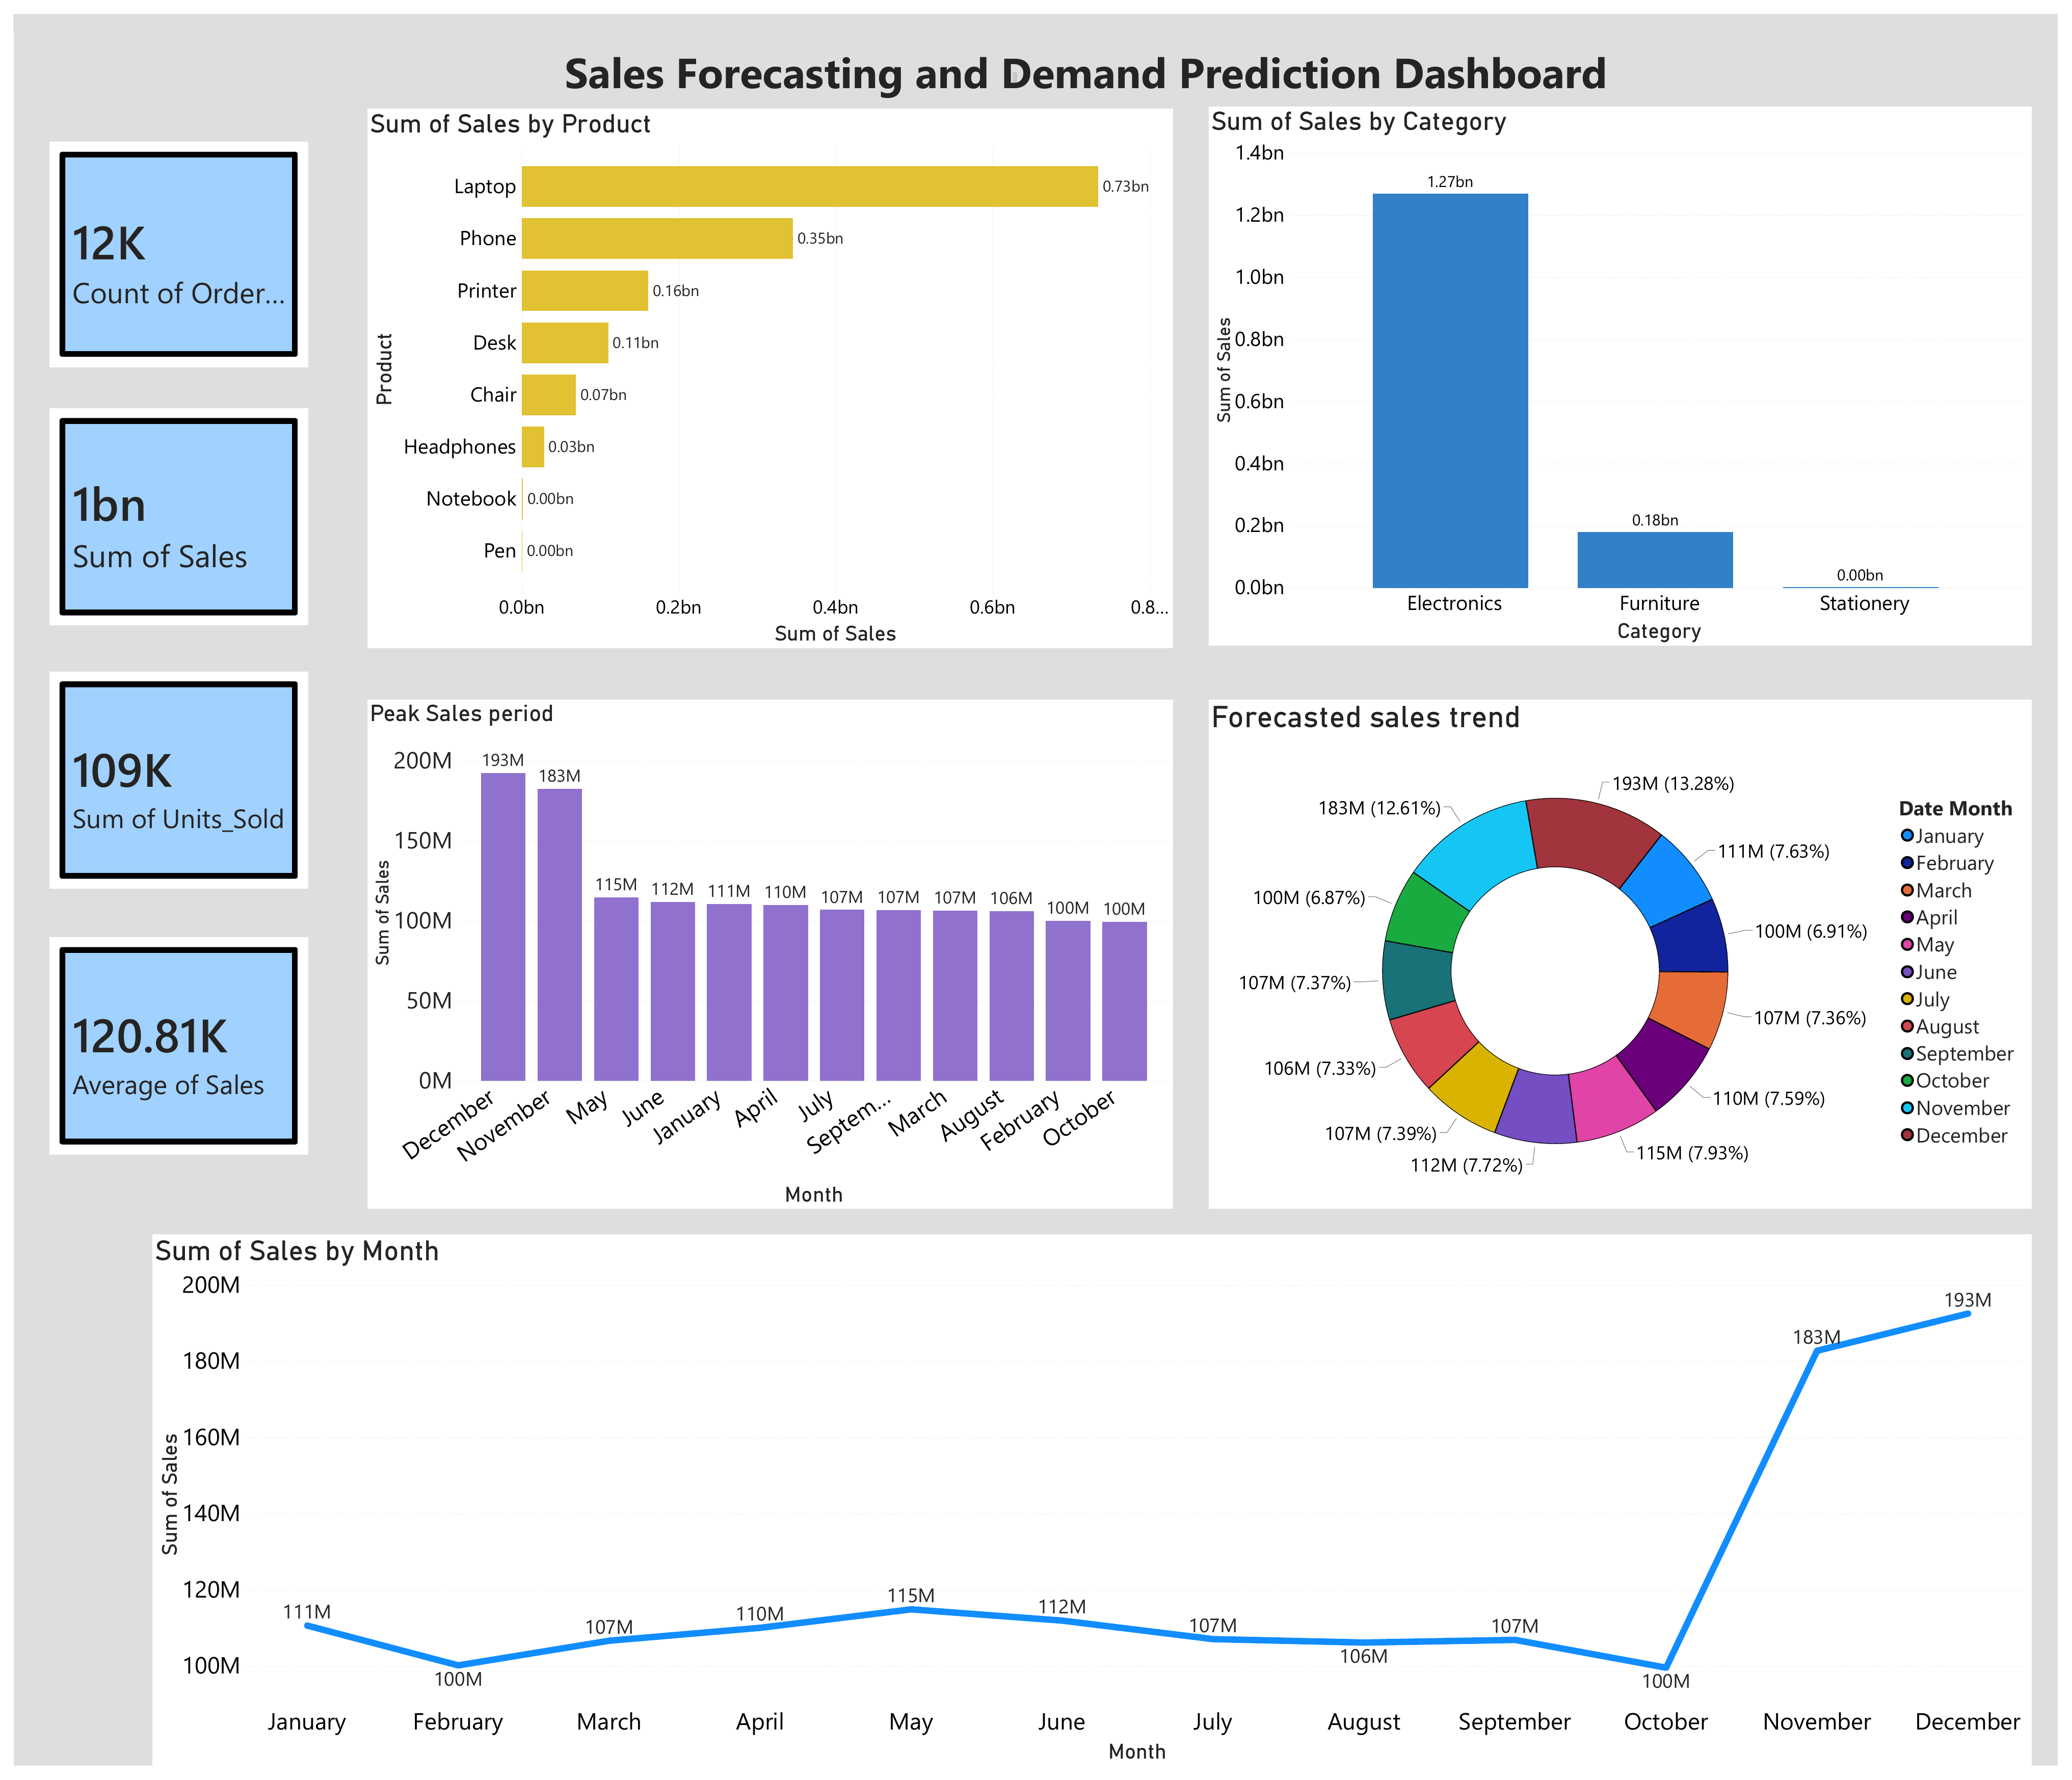 Sales Forecasting and Demand Prediction Dashboard
12K
Count of Order...
1bn
Sum of Sales
109K
Sum of Units_Sold
120.81K
Average of Sales
Sum of Sales by Product
Product
Laptop 0.73bn
Phone 0.35bn
Printer 0.16bn
Desk 0.11bn
Chair 0.07bn
Headphones 0.03bn
Notebook 0.00bn
Pen 0.00bn
0.0bn 0.2bn 0.4bn 0.6bn 0.8...
Sum of Sales
Sum of Sales by Category
Sum of Sales
1.4bn
1.2bn
1.0bn
0.8bn
0.6bn
0.4bn
0.2bn
0.0bn
1.27bn
0.18bn
0.00bn
Electronics Furniture Stationery
Category
Peak Sales period
Sum of Sales
200M
150M
100M
50M
0M
193M 183M 115M 112M 111M 110M 107M 107M 107M 106M 100M 100M
December November May June January April July Septem... March August February October
Month
Forecasted sales trend
193M (13.28%)
111M (7.63%)
100M (6.91%)
107M (7.36%)
110M (7.59%)
115M (7.93%)
112M (7.72%)
107M (7.39%)
106M (7.33%)
107M (7.37%)
100M (6.87%)
183M (12.61%)
Date Month
January
February
March
April
May
June
July
August
September
October
November
December
Sum of Sales by Month
Sum of Sales
200M
180M
160M
140M
120M
100M
111M 100M 107M 110M 115M 112M 107M 106M 107M 100M 183M 193M
January February March April May June July August September October November December
Month